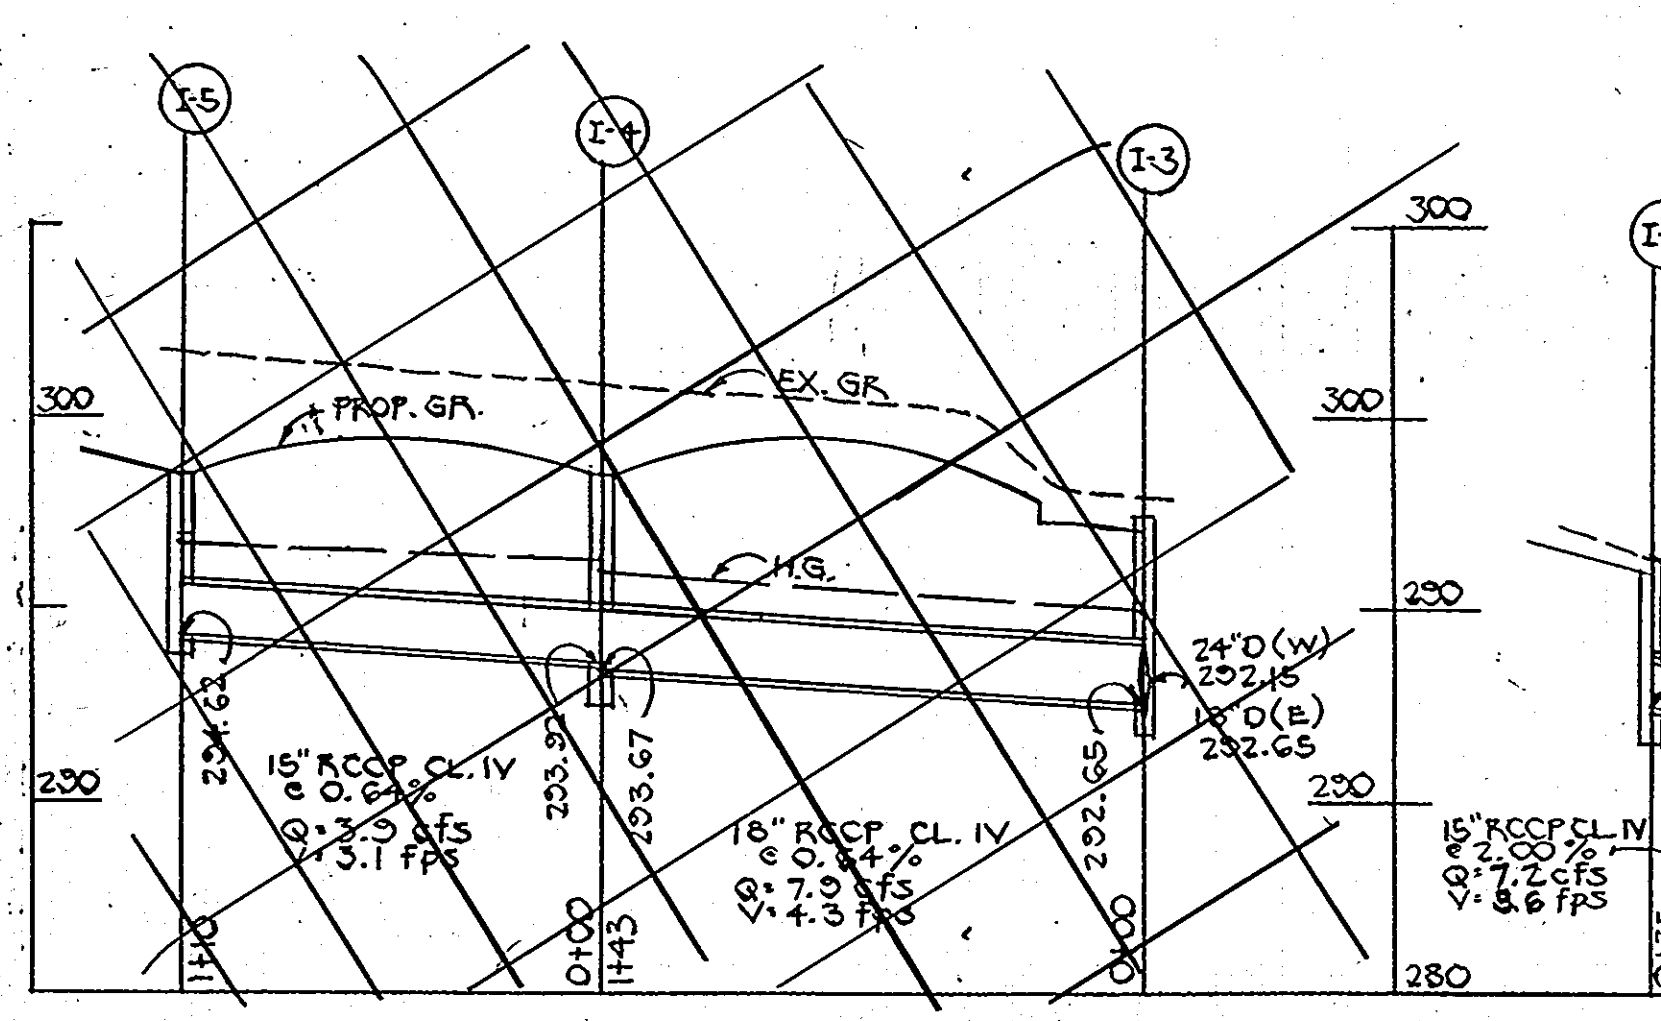 I-5
I-4
I-3
300
300
EX. GR
300
PROP. GR.
H.G.
290
24"D (W)
292.15
18"D (E)
292.65
294.62
293.67
292.65
290
290
15" RCCP CL. IV
@ 0.64%
Q=3.9 cfs
3.1 fps
18" RCCP CL. IV
@ 0.64%
Q=7.9 cfs
V=4.3 fps
15" RCCP CL IV
@ 2.00%
Q=7.2 cfs
fps
1+10
0+00
1+43
0+00
280